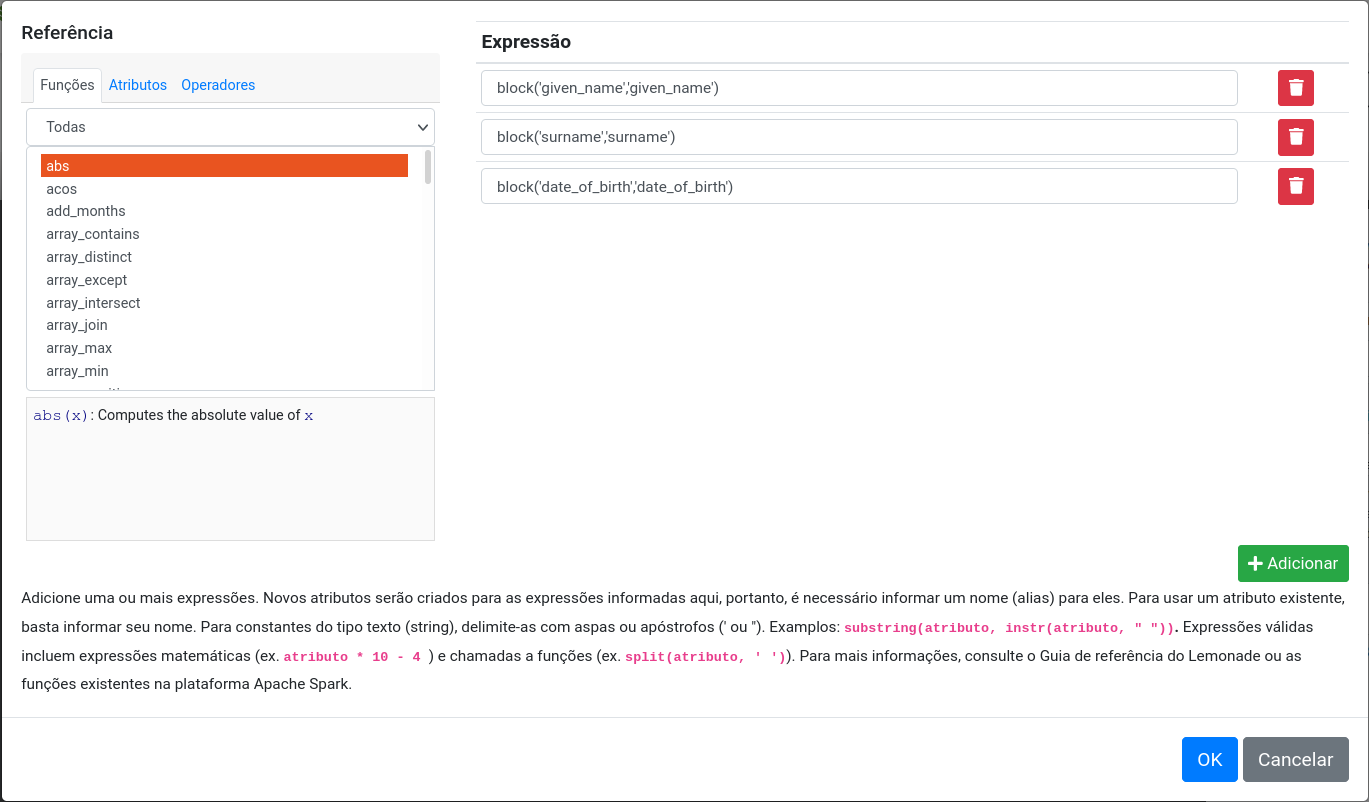 Referência
Funções Atributos Operadores
Todas
abs
acos
add_months
array_contains
array_distinct
array_except
array_intersect
array_join
array_max
array_min
abs(x): Computes the absolute value of x
Expressão
block('given_name','given_name')
block('surname','surname')
block('date_of_birth','date_of_birth')
Adicionar
Adicione uma ou mais expressões. Novos atributos serão criados para as expressões informadas aqui, portanto, é necessário informar um nome (alias) para eles. Para usar um atributo existente,
basta informar seu nome. Para constantes do tipo texto (string), delimite-as com aspas ou apóstrofos (' ou "). Examplos: substring(atributo, instr(atributo, " ")). Expressões válidas
incluem expressões matemáticas (ex. atributo * 10 - 4 ) e chamadas a funções (ex. split(atributo, ' ')). Para mais informações, consulte o Guia de referência do Lemonade ou as
funções existentes na plataforma Apache Spark.
OK Cancelar